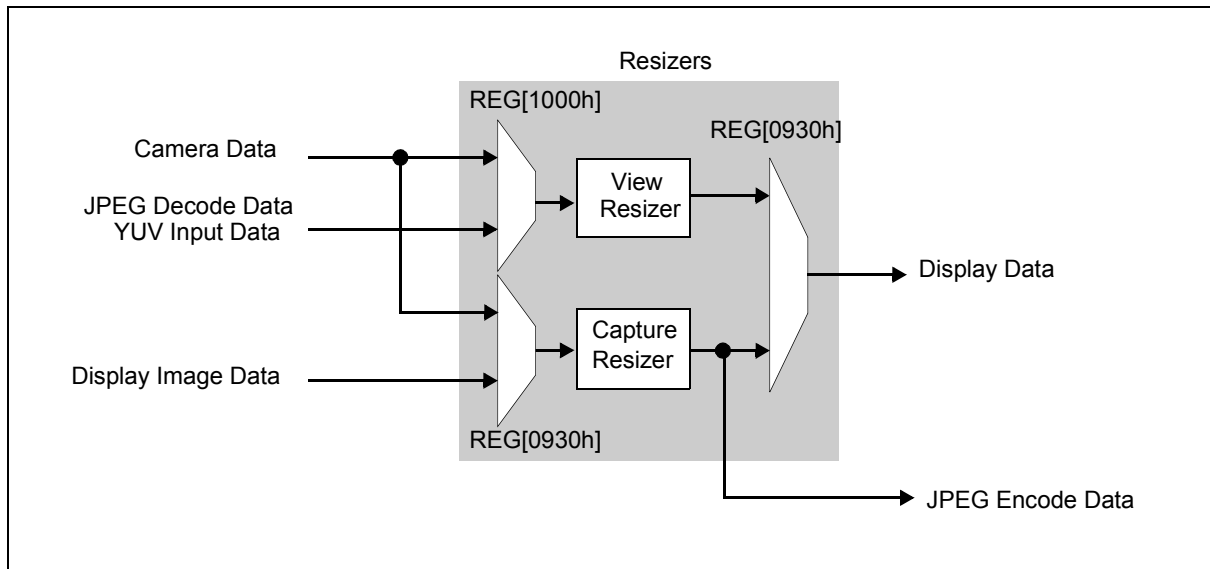 Resizers
REG[1000h]
REG[0930h]
Camera Data
View
Resizer
JPEG Decode Data
YUV Input Data
Display Data
Capture
Resizer
Display Image Data
REG[0930h]
JPEG Encode Data